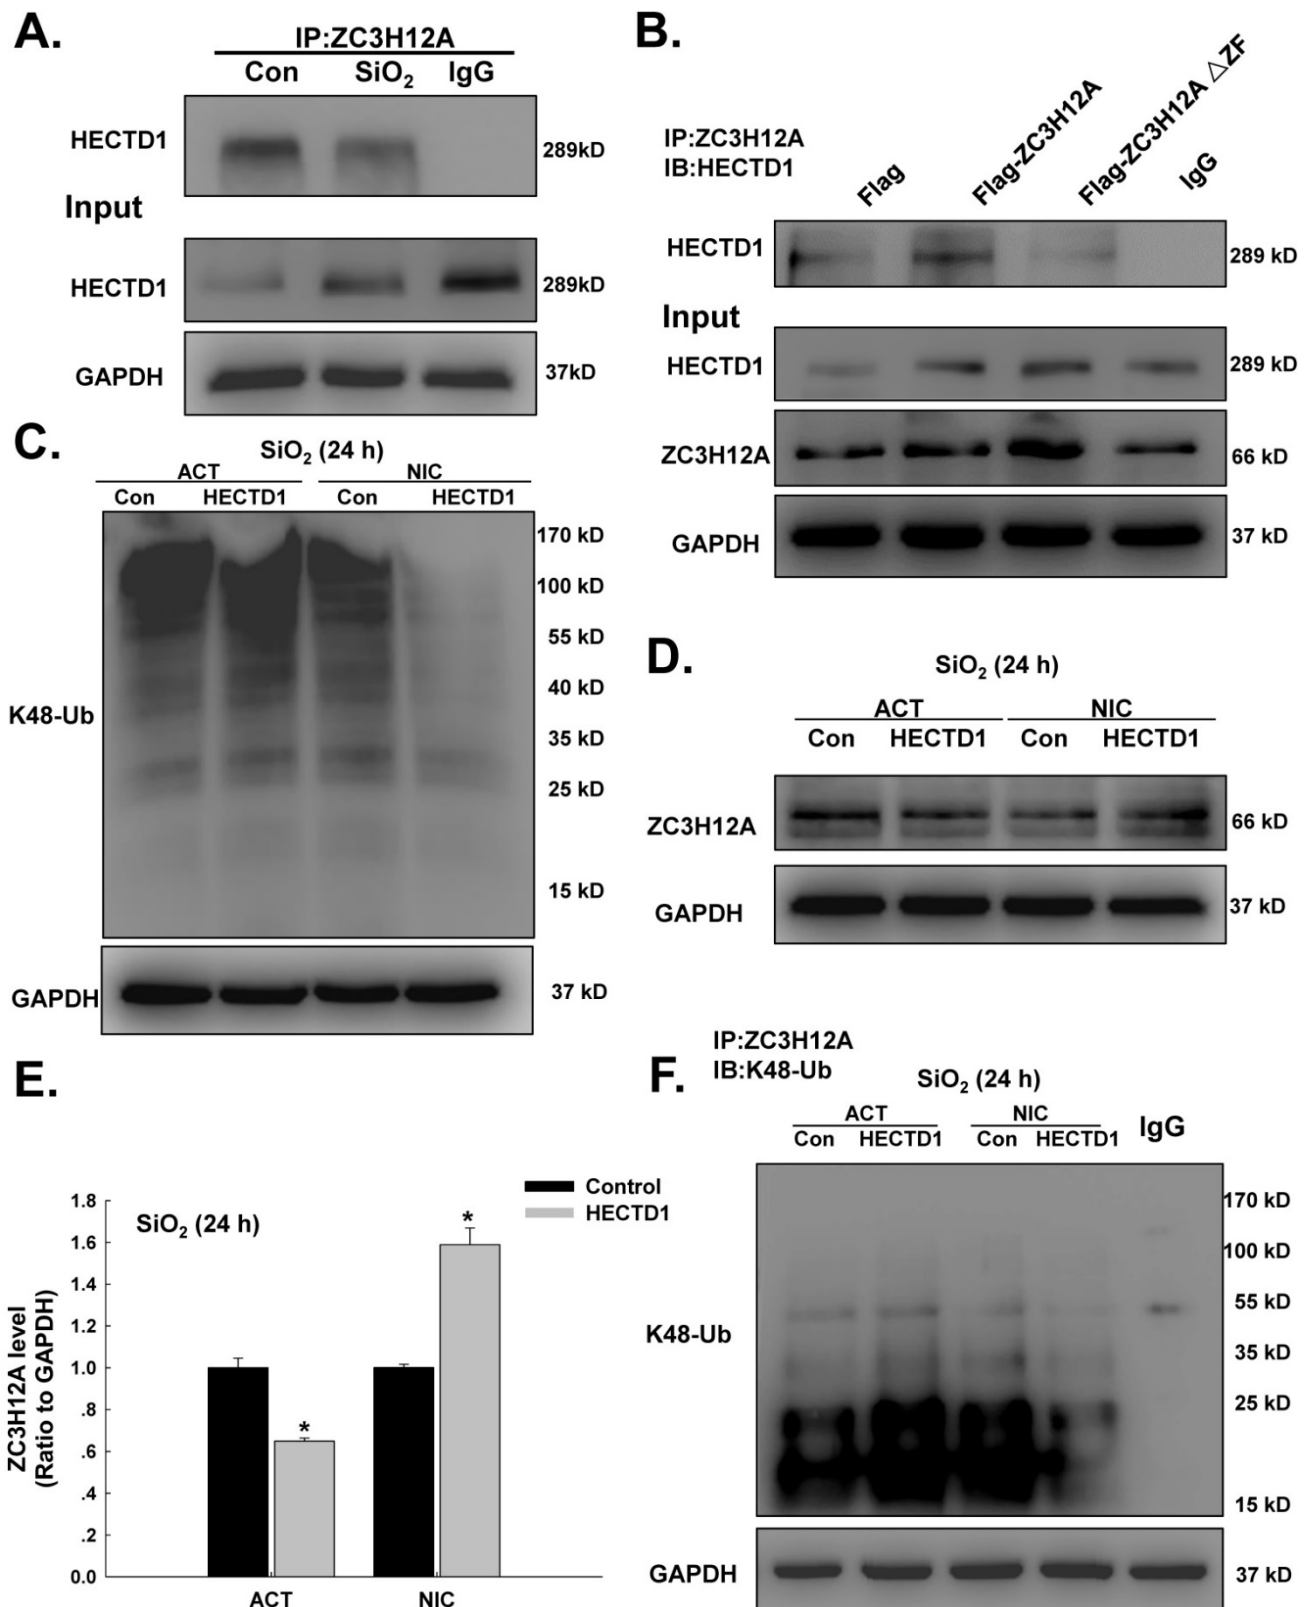 A.
IP:ZC3H12A
Con SiO₂ IgG
HECTD1
289kD
Input
HECTD1
289kD
GAPDH
37kD
B.
IP:ZC3H12A
IB:HECTD1
Flag
Flag-ZC3H12A
Flag-ZC3H12A △ZF
IgG
HECTD1
289 kD
Input
HECTD1
289 kD
ZC3H12A
66 kD
GAPDH
37 kD
C.
SiO₂ (24 h)
ACT NIC
Con HECTD1 Con HECTD1
170 kD
100 kD
55 kD
40 kD
K48-Ub
35 kD
25 kD
15 kD
GAPDH
37 kD
D.
SiO₂ (24 h)
ACT NIC
Con HECTD1 Con HECTD1
ZC3H12A
66 kD
GAPDH
37 kD
E.
Control
HECTD1
SiO₂ (24 h)
ZC3H12A level
(Ratio to GAPDH)
1.8
1.6
1.4
1.2
1.0
.8
.6
.4
.2
0.0
*
*
ACT NIC
F.
IP:ZC3H12A
IB:K48-Ub
SiO₂ (24 h)
ACT NIC IgG
Con HECTD1 Con HECTD1
170 kD
100 kD
55 kD
K48-Ub
35 kD
25 kD
15 kD
GAPDH
37 kD